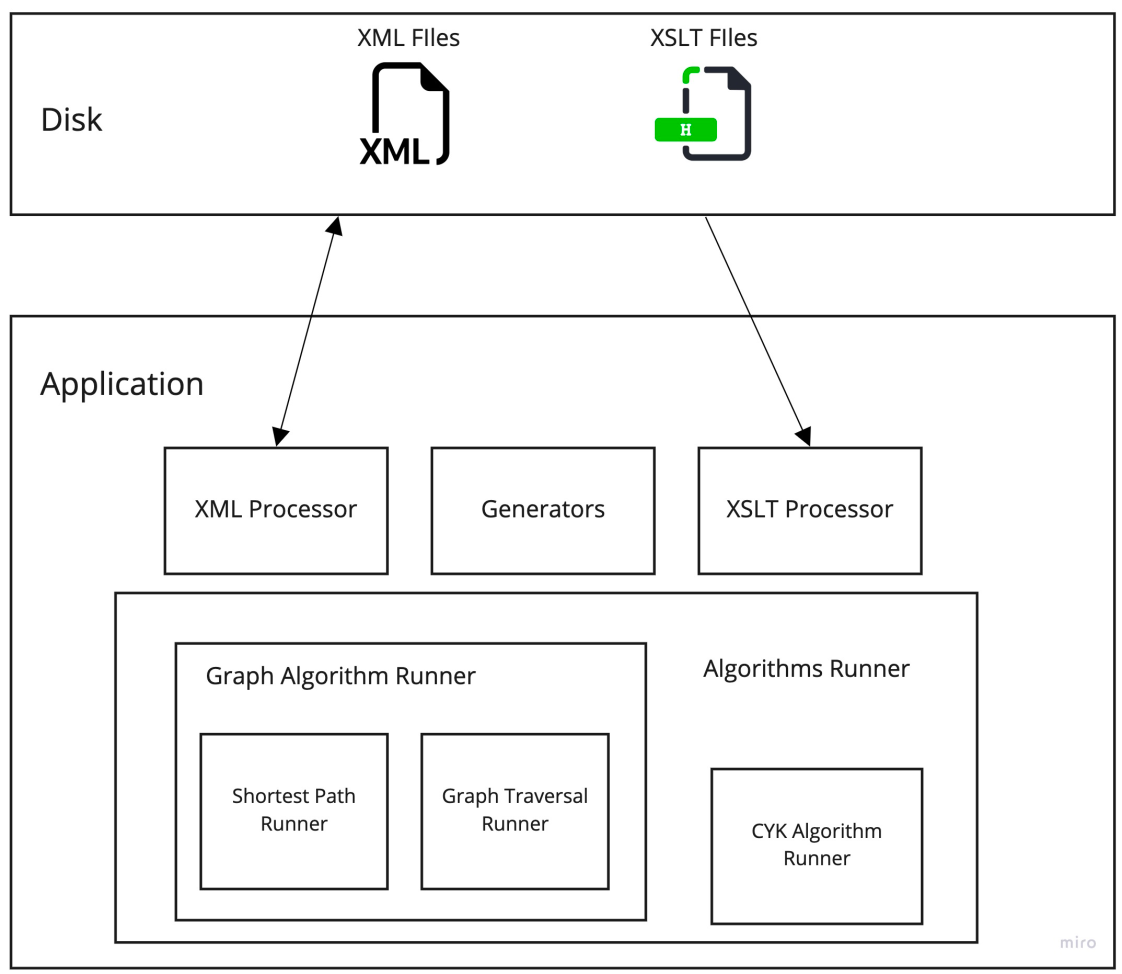 XML FIles
XSLT FIles
Disk
XML
H
Application
XML Processor
Generators
XSLT Processor
Graph Algorithm Runner
Algorithms Runner
Shortest Path
Runner
Graph Traversal
Runner
CYK Algorithm
Runner
miro